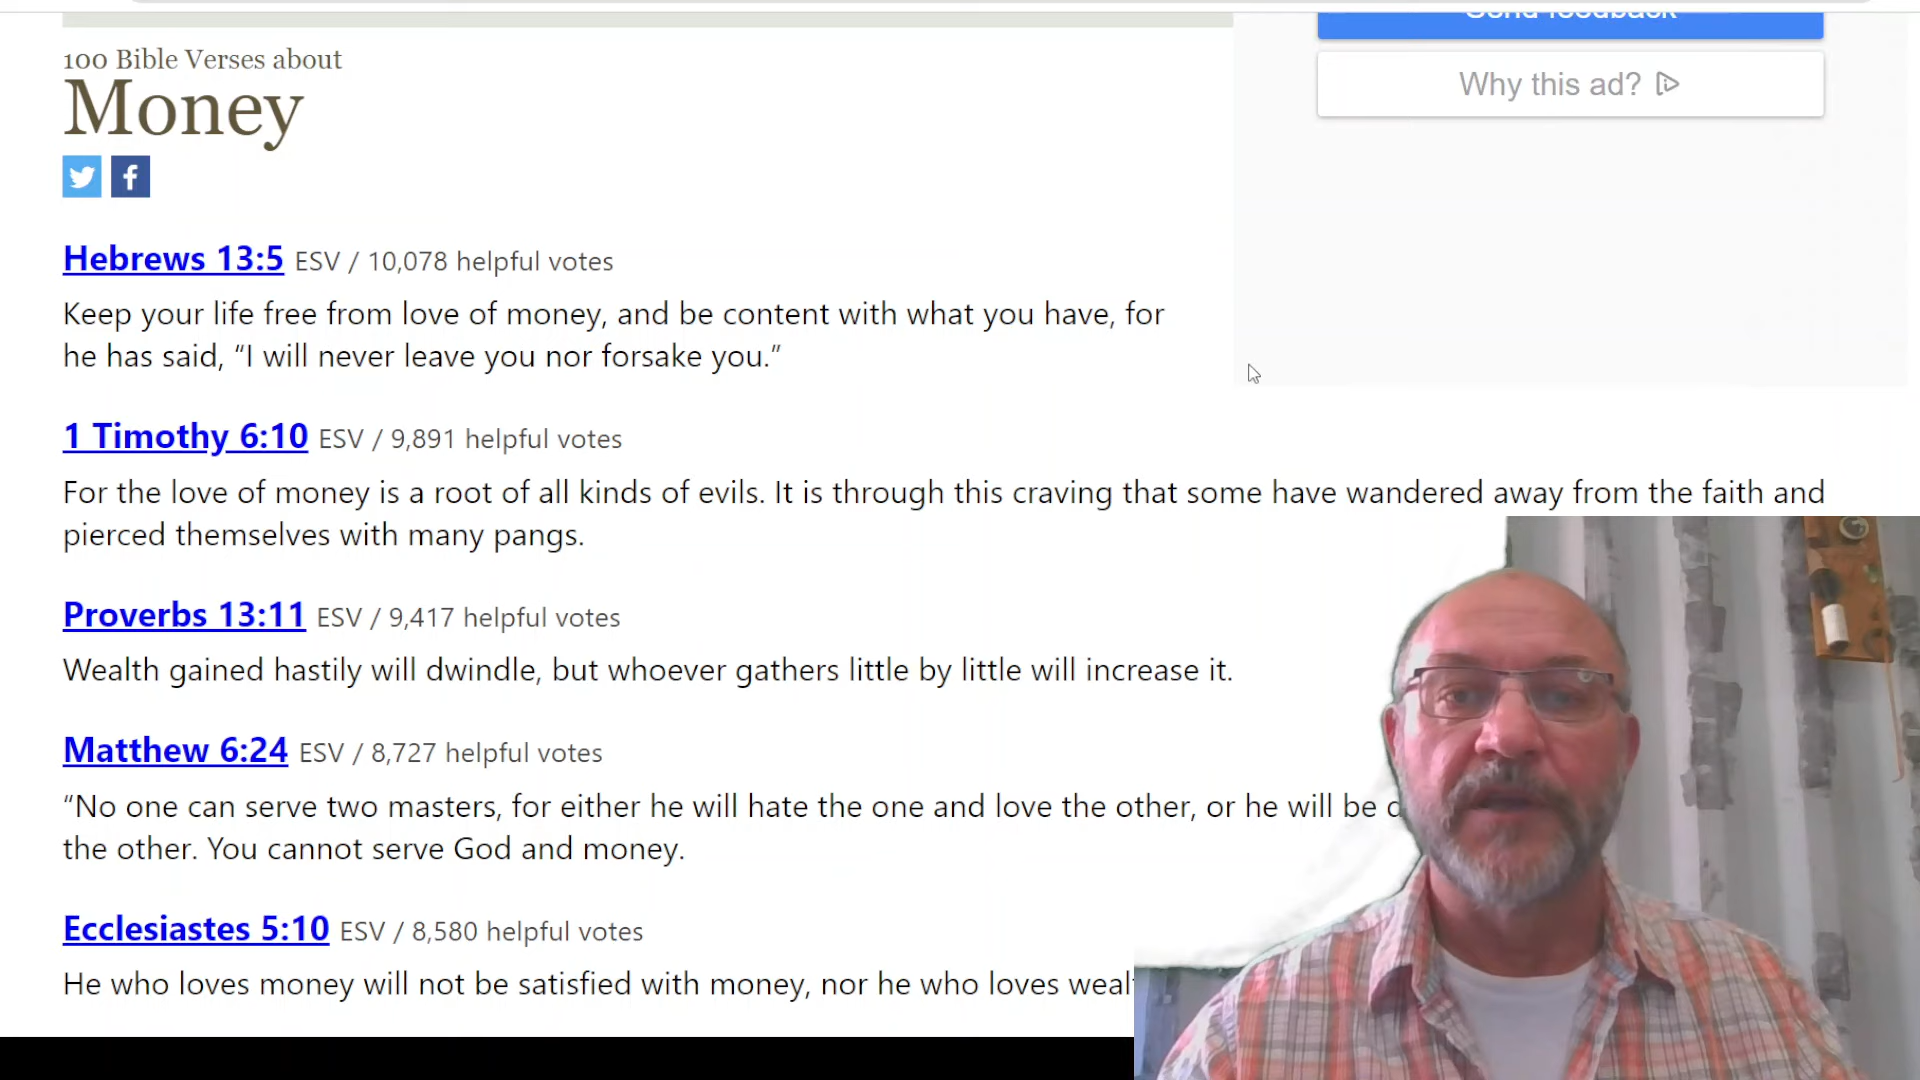 Send feedback
Why this ad?
100 Bible Verses about
Money
Hebrews 13:5 ESV / 10,078 helpful votes
Keep your life free from love of money, and be content with what you have, for
he has said, “I will never leave you nor forsake you.”
1 Timothy 6:10 ESV / 9,891 helpful votes
For the love of money is a root of all kinds of evils. It is through this craving that some have wandered away from the faith and
pierced themselves with many pangs.
Proverbs 13:11 ESV / 9,417 helpful votes
Wealth gained hastily will dwindle, but whoever gathers little by little will increase it.
Matthew 6:24 ESV / 8,727 helpful votes
“No one can serve two masters, for either he will hate the one and love the other, or he will be
the other. You cannot serve God and money.
Ecclesiastes 5:10 ESV / 8,580 helpful votes
He who loves money will not be satisfied with money, nor he who loves